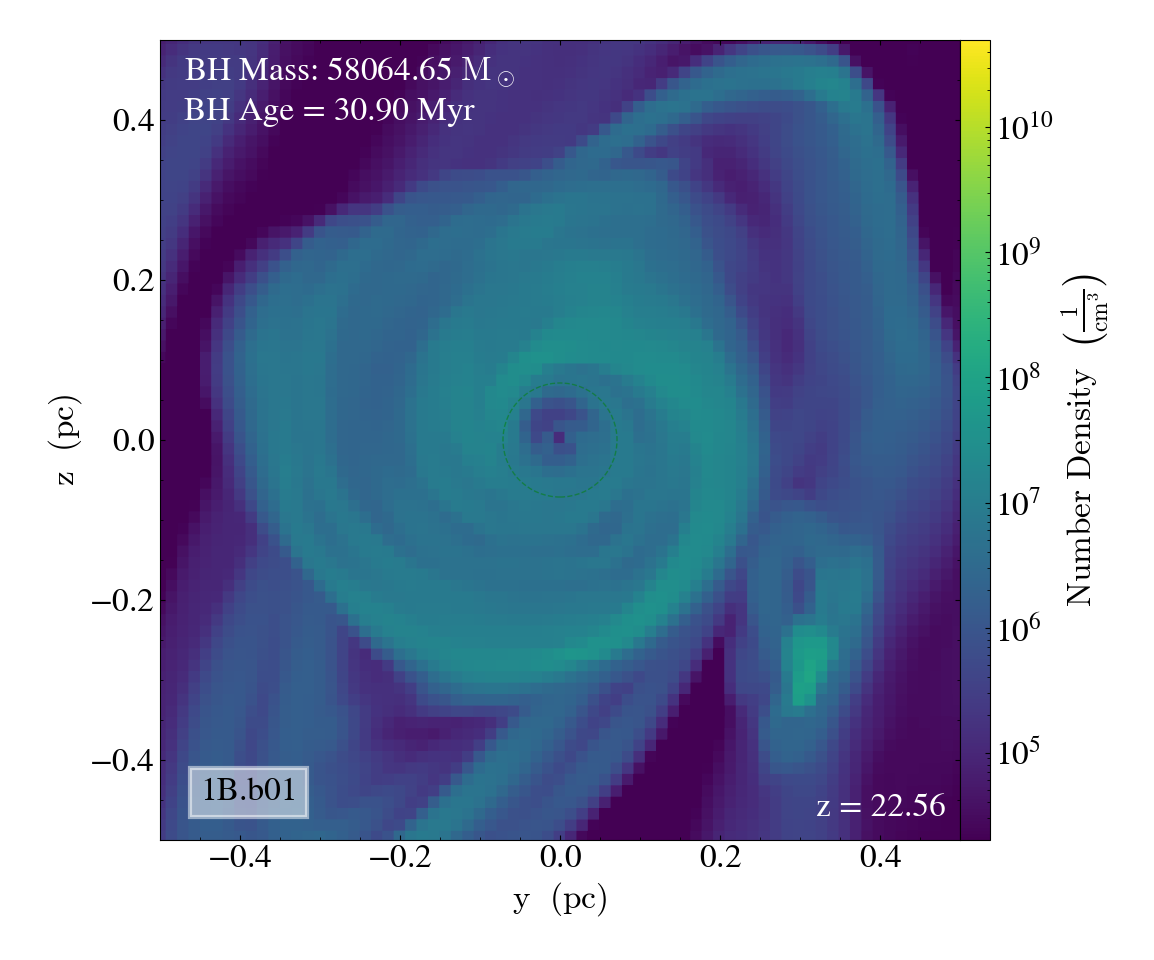 BH Mass: 58064.65 M⊙
BH Age = 30.90 Myr
0.4
0.2
0.0
−0.2
−0.4
z (pc)
1B.b01
z = 22.56
−0.4 −0.2 0.0 0.2 0.4
y (pc)
10¹⁰
10⁹
10⁸
10⁷
10⁶
10⁵
Number Density (1/cm³)